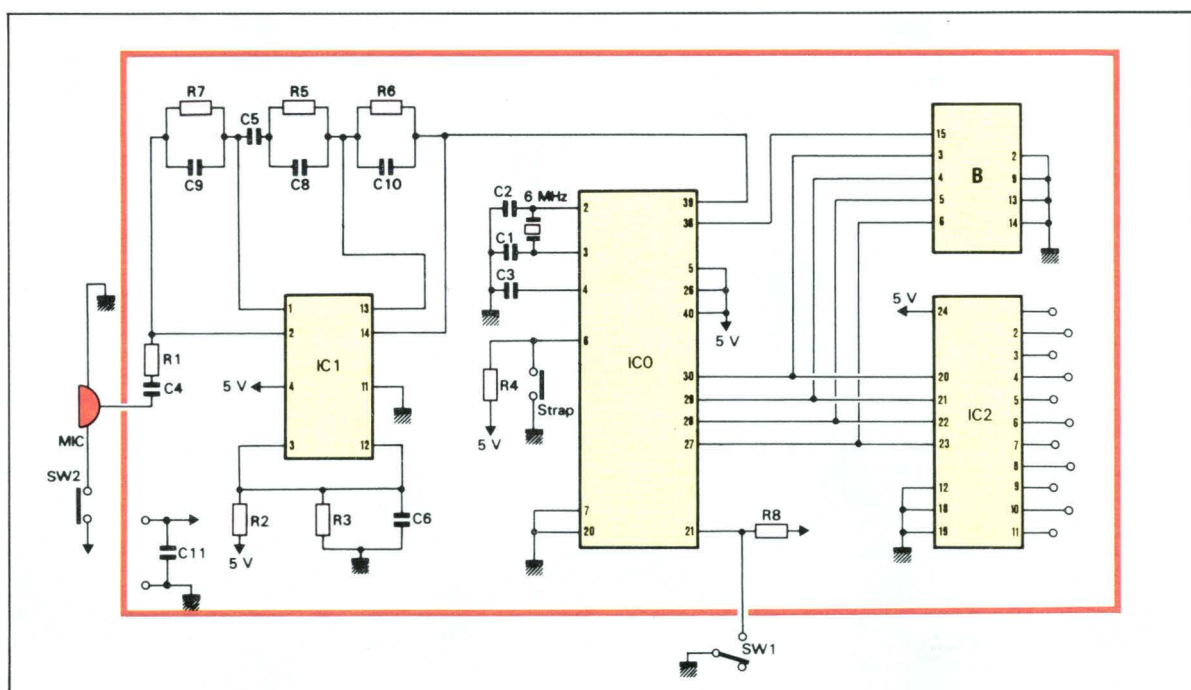 R7
R5
R6
C5
C9
C8
C10
C2
6 MHz
C1
C3
2
3
4
6
7
20
39
36
5
26
40
5 V
30
29
28
27
21
IC0
R4
5 V
Strap
R8
SW1
15
3
4
5
6
B
2
9
13
14
5 V
24
20
21
22
23
12
18
19
IC2
1
2
3
4
5
6
7
8
9
10
11
1
2
4
3
13
14
11
12
IC1
5 V
R1
C4
MIC
SW2
C11
R2
5 V
R3
C6